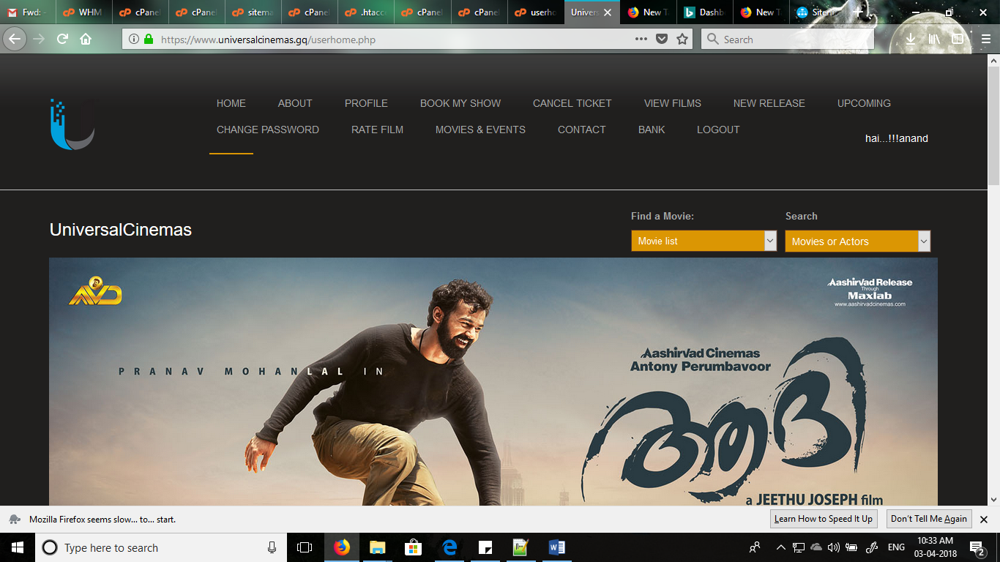 Fwd: -
WHM
cPanel
cPanel
sitema
cPanel
.htacce
cPanel
cPanel
userho
Univers
New Ta
Dashb
New Ta
Sitem
https://www.universalcinemas.gq/userhome.php
Search
HOME ABOUT PROFILE BOOK MY SHOW CANCEL TICKET VIEW FILMS NEW RELEASE UPCOMING
CHANGE PASSWORD RATE FILM MOVIES & EVENTS CONTACT BANK LOGOUT
hai...!!!anand
Find a Movie: Search
UniversalCinemas
Movie list Movies or Actors
AVD
AashirVad Release
Through
Maxlab
www.aashirvadcinemas.com
PRANAV MOHANLAL IN
AashirVad Cinemas
Antony Perumbavoor
ആദി
a JEETHU JOSEPH film
Mozilla Firefox seems slow... to... start.
Learn How to Speed It Up
Don't Tell Me Again
Type here to search
ENG
10:33 AM
03-04-2018
2